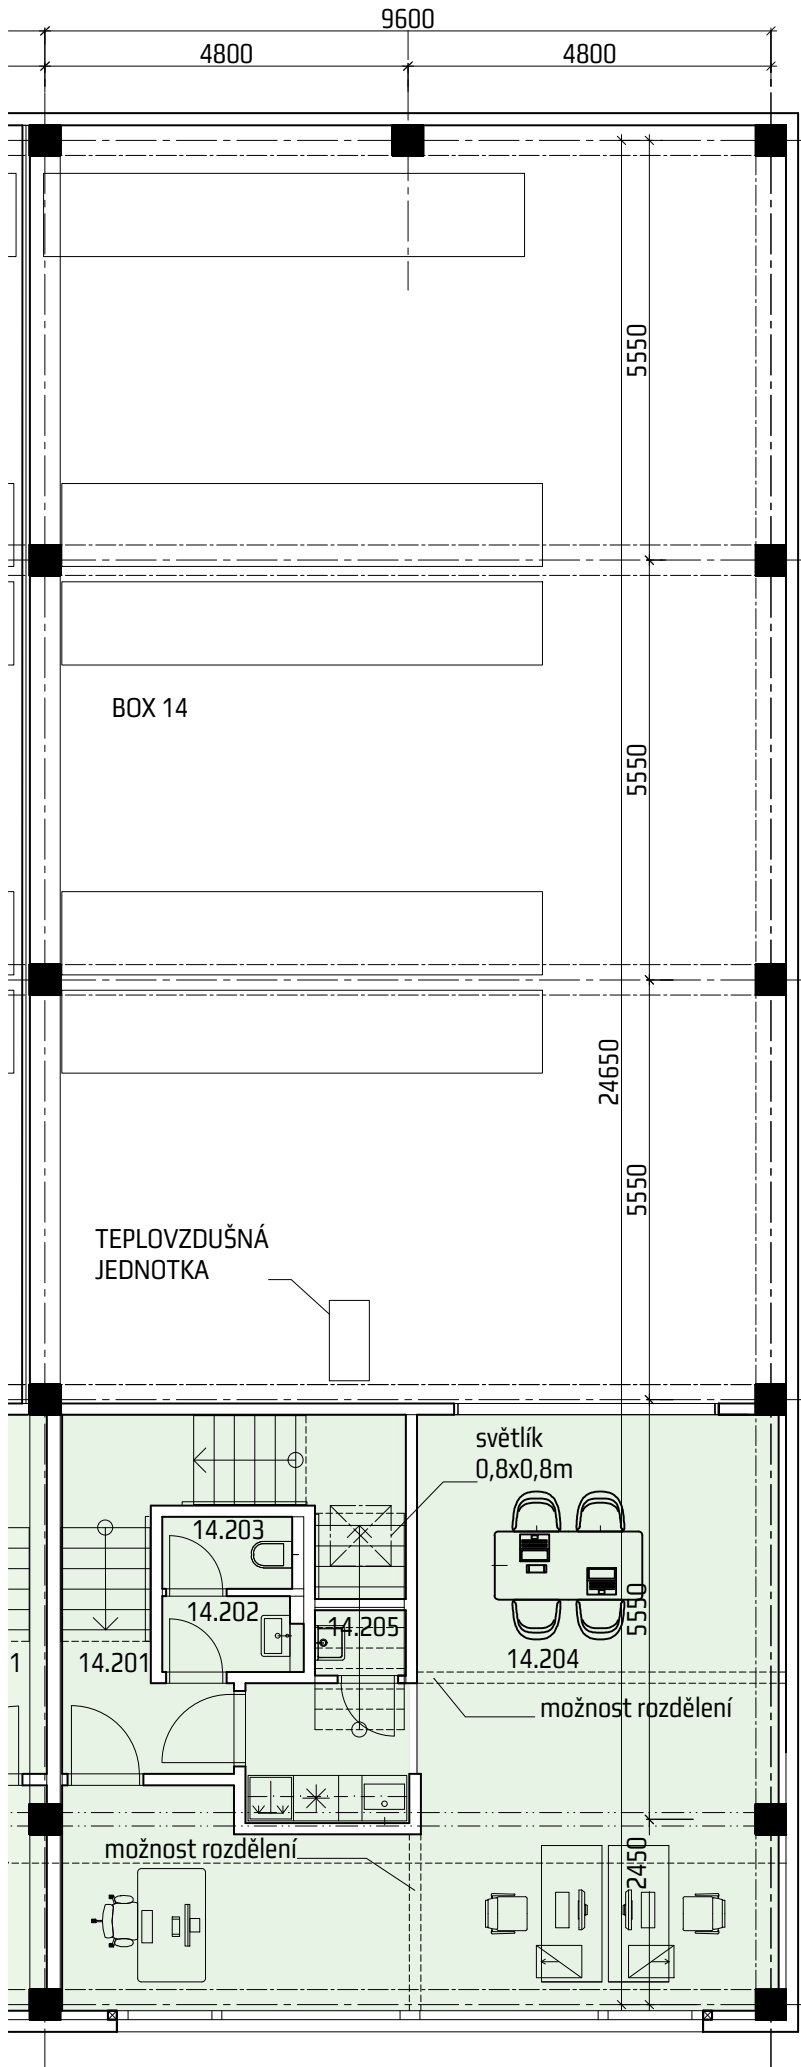 9600
4800
4800
5550
BOX 14
5550
24650
5550
TEPLOVZDUŠNÁ
JEDNOTKA
světlík
0,8x0,8m
14.203
14.202
14.205
5550
1
14.201
14.204
možnost rozdělení
možnost rozdělení
2450